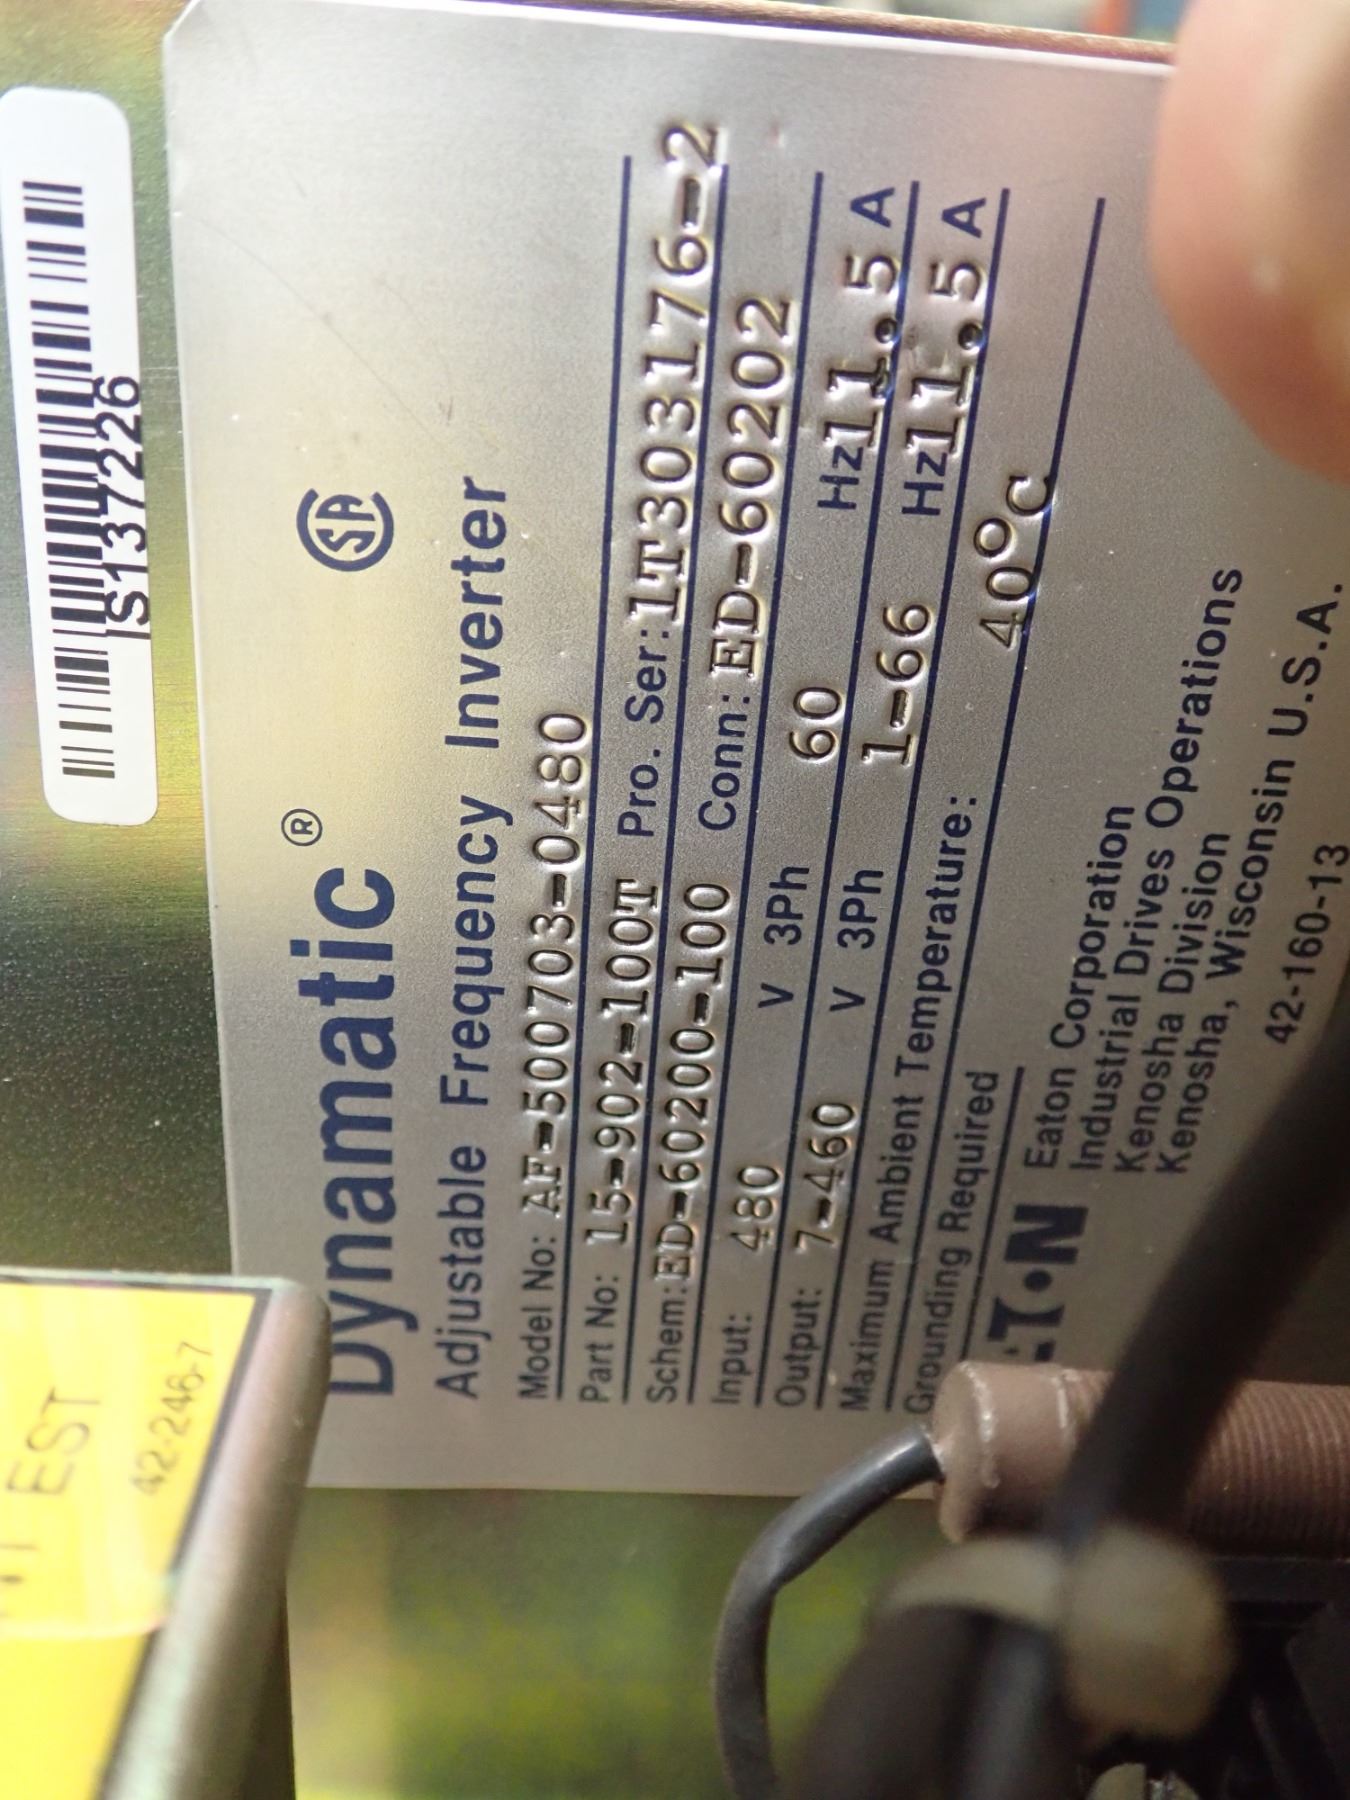 IS137226
Dynamatic®
SA
Adjustable Frequency Inverter
Model No: AF-500703-0480
Part No: 15-902-100T Pro. Ser: 1T303176-2
Schem: ED-60200-100 Conn: ED-60202
Input: 480 V 3Ph 60 Hz 11.5 A
Output: 7-460 V 3Ph 1-66 Hz 11.5 A
Maximum Ambient Temperature: 40°C
Grounding Required
Eaton Corporation
Industrial Drives Operations
Kenosha Division
Kenosha, Wisconsin U.S.A.
42-160-13
EST
42-246-7